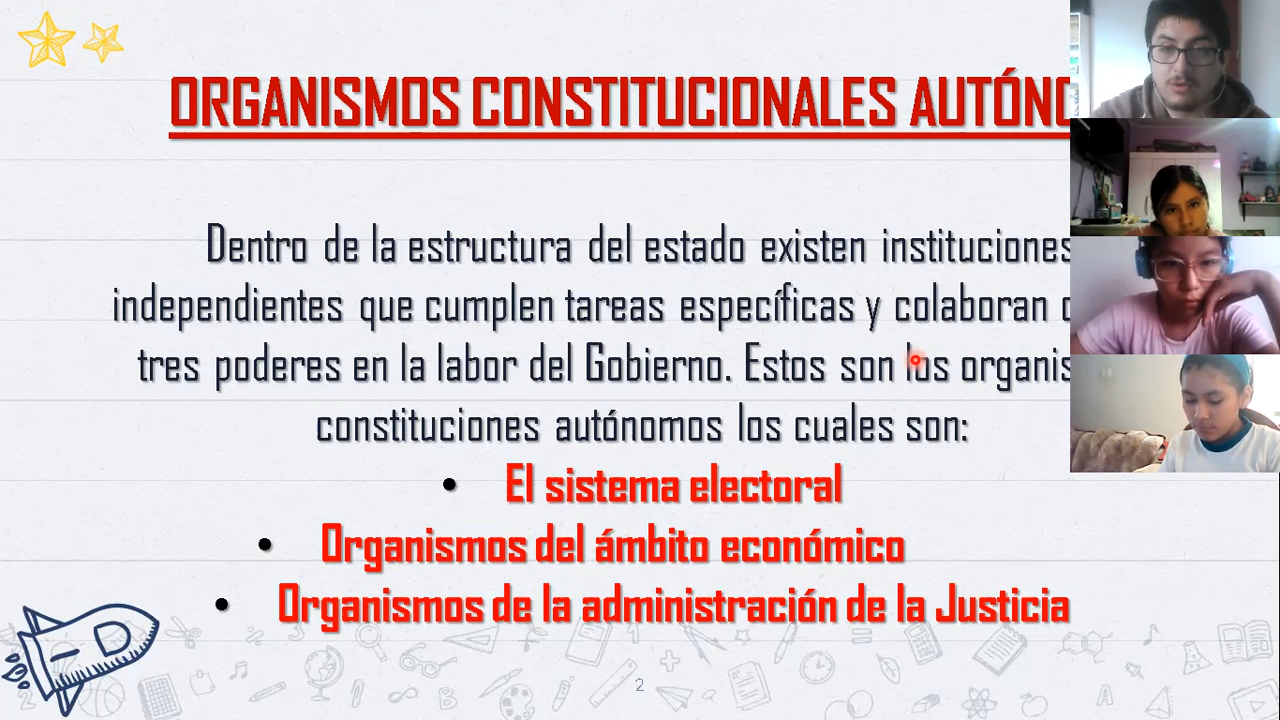 ORGANISMOS CONSTITUCIONALES AUTÓNO
Dentro de la estructura del estado existen instituciones
independientes que cumplen tareas específicas y colaboran
tres poderes en la labor del Gobierno. Estos son los organis
constituciones autónomos los cuales son:
• El sistema electoral
• Organismos del ámbito económico
• Organismos de la administración de la Justicia
2